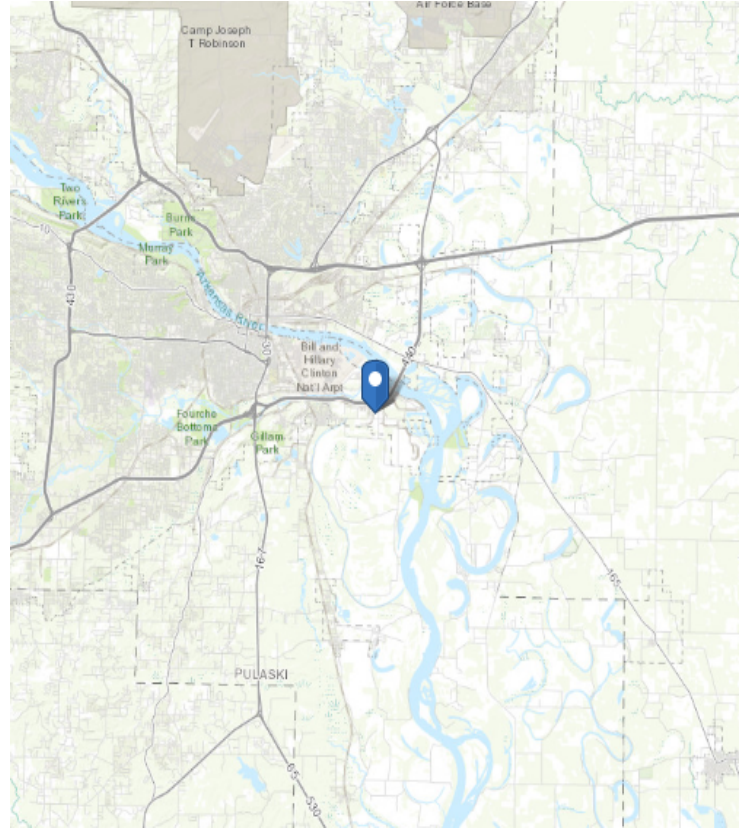 Air Force Base
Camp Joseph
T Robinson
Two
Rivers
Park
Burns
Park
Murray
Park
10
430
Arkansas River
30
Bill and
Hillary
Clinton
Nat'l Arpt
440
Fourche
Bottoms
Park
Gillam
Park
167
165
PULASKI
65
530